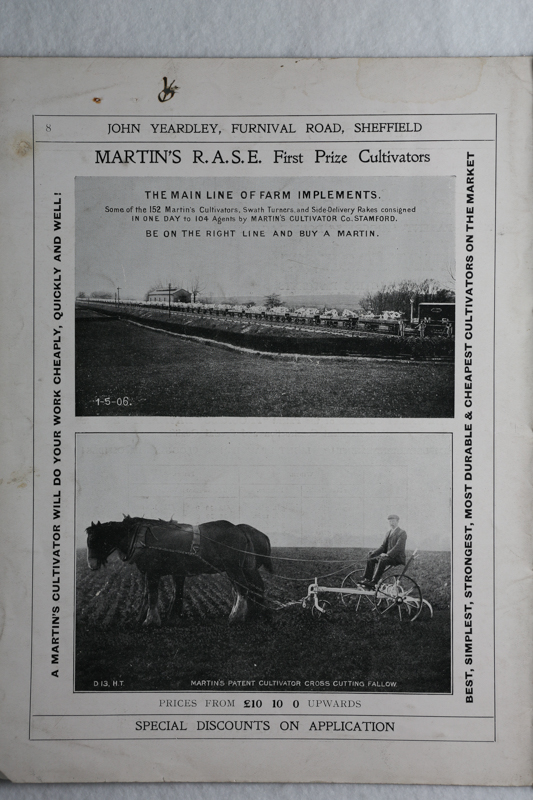 8
JOHN YEARDLEY, FURNIVAL ROAD, SHEFFIELD
MARTIN'S R.A.S.E. First Prize Cultivators
A MARTIN'S CULTIVATOR WILL DO YOUR WORK CHEAPLY, QUICKLY AND WELL!
THE MAIN LINE OF FARM IMPLEMENTS.
Some of the 152 Martin's Cultivators, Swath Turners and Side-Delivery Rakes consigned
IN ONE DAY to 104 Agents by MARTIN'S CULTIVATOR Co. STAMFORD.
BE ON THE RIGHT LINE AND BUY A MARTIN.
1-5-06.
BEST, SIMPLEST, STRONGEST, MOST DURABLE & CHEAPEST CULTIVATORS ON THE MARKET
D.13. H.T.
MARTIN'S PATENT CULTIVATOR CROSS CUTTING FALLOW.
PRICES FROM £10 10 0 UPWARDS
SPECIAL DISCOUNTS ON APPLICATION